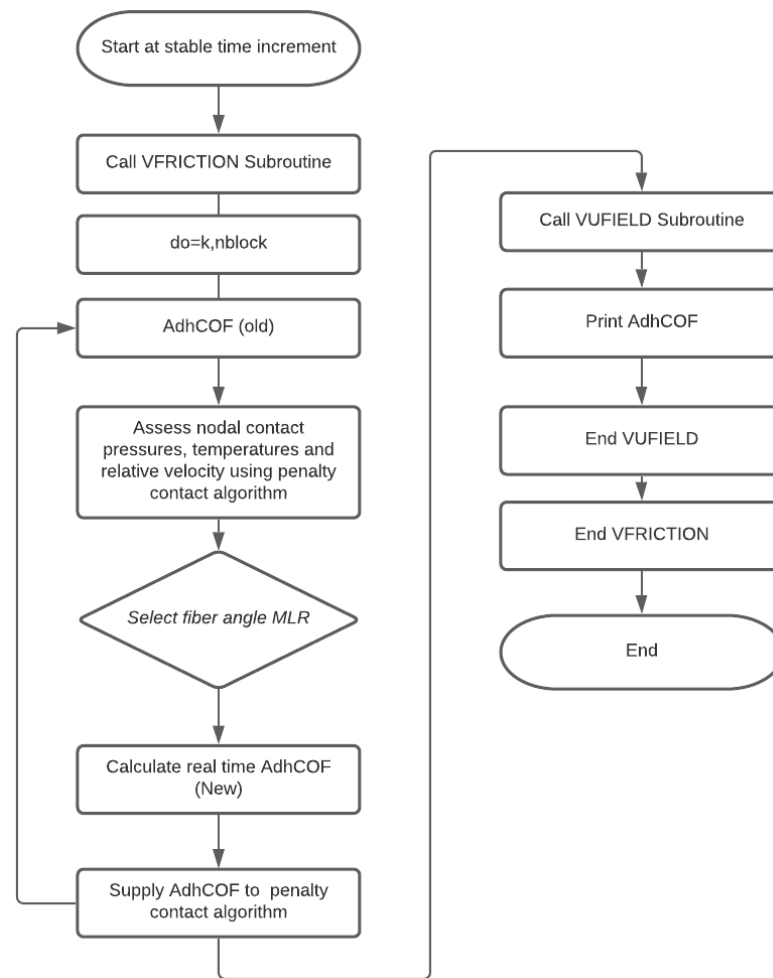 Start at stable time increment
Call VFRICTION Subroutine
do=k,nblock
AdhCOF (old)
Assess nodal contact
pressures, temperatures and
relative velocity using penalty
contact algorithm
Select fiber angle MLR
Calculate real time AdhCOF
(New)
Supply AdhCOF to penalty
contact algorithm
Call VUFIELD Subroutine
Print AdhCOF
End VUFIELD
End VFRICTION
End